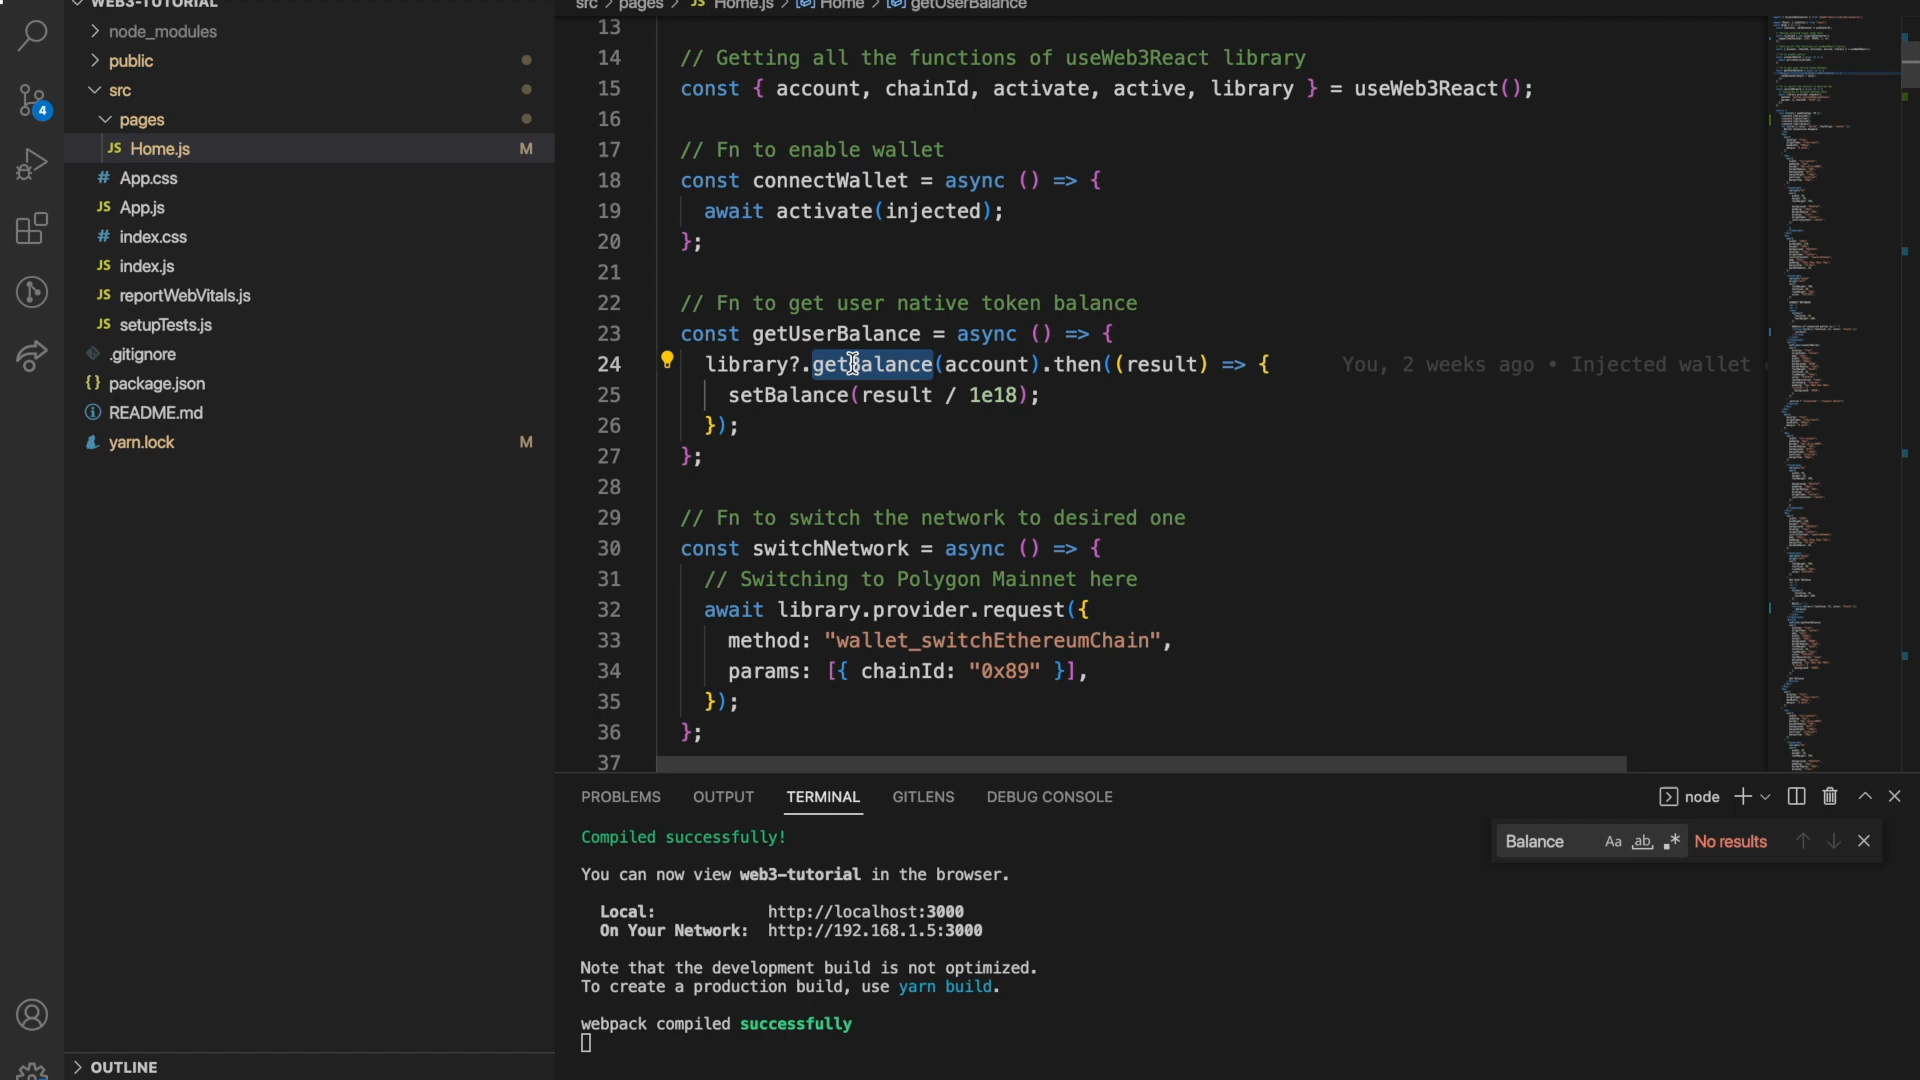 WEB3-TUTORIAL
node_modules
public
src
pages
JS Home.js M
# App.css
JS App.js
# index.css
JS index.js
JS reportWebVitals.js
JS setupTests.js
.gitignore
{} package.json
README.md
yarn.lock M
OUTLINE
4
src > pages > JS Home.js > Home > getUserBalance
13
14 // Getting all the functions of useWeb3React library
15 const { account, chainId, activate, active, library } = useWeb3React();
16
17 // Fn to enable wallet
18 const connectWallet = async () => {
19 await activate(injected);
20 };
21
22 // Fn to get user native token balance
23 const getUserBalance = async () => {
24 library?.getBalance(account).then((result) => { You, 2 weeks ago • Injected wallet
25 setBalance(result / 1e18);
26 });
27 };
28
29 // Fn to switch the network to desired one
30 const switchNetwork = async () => {
31 // Switching to Polygon Mainnet here
32 await library.provider.request({
33 method: "wallet_switchEthereumChain",
34 params: [{ chainId: "0x89" }],
35 });
36 };
37
PROBLEMS OUTPUT TERMINAL GITLENS DEBUG CONSOLE node
Balance Aa ab .* No results
Compiled successfully!
You can now view web3-tutorial in the browser.
Local: http://localhost:3000
On Your Network: http://192.168.1.5:3000
Note that the development build is not optimized.
To create a production build, use yarn build.
webpack compiled successfully